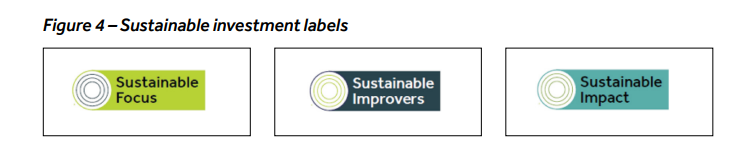 Figure 4 – Sustainable investment labels
Sustainable
Focus
Sustainable
Improvers
Sustainable
Impact